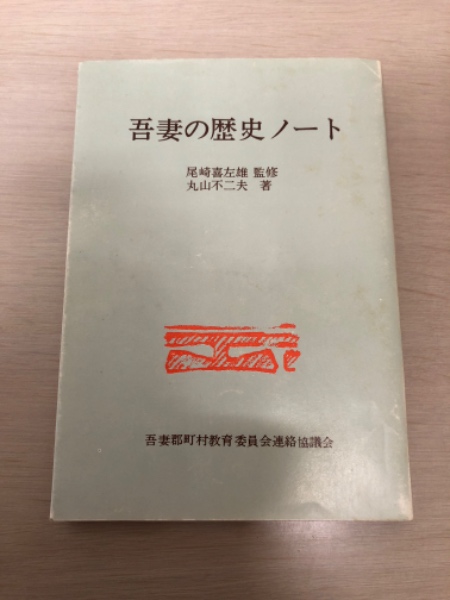 吾妻の歴史ノート
尾崎喜左雄 監修
丸山不二夫 著
吾妻郡町村教育委員会連絡協議会